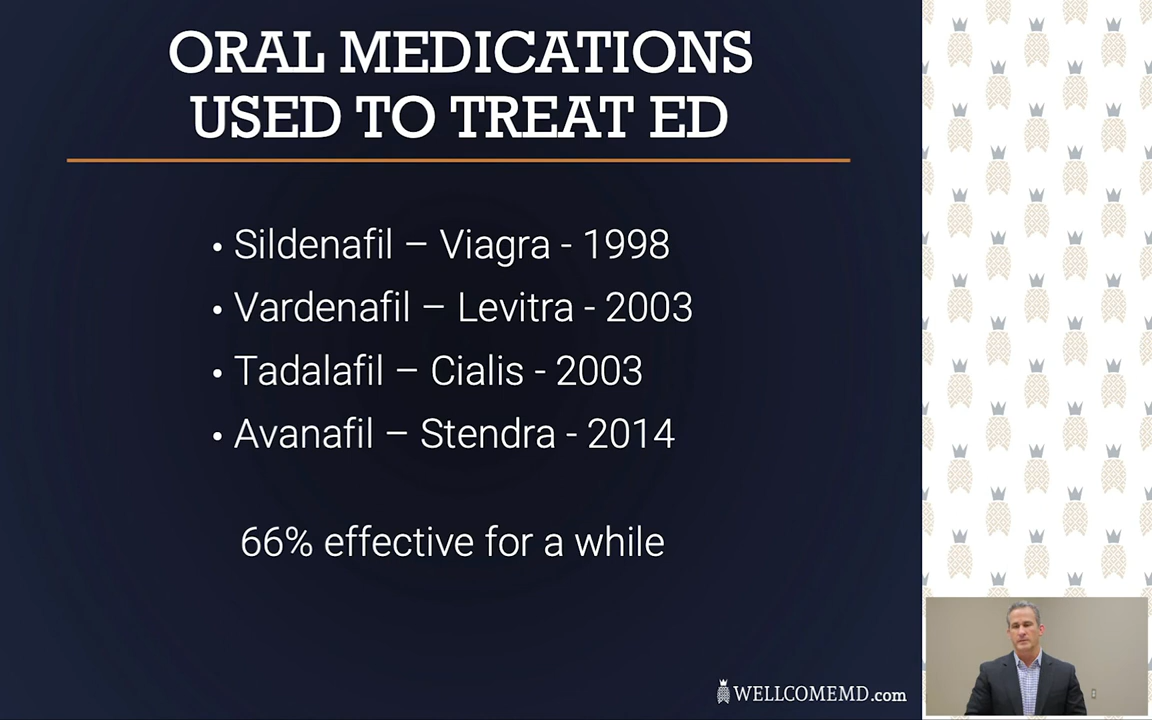 ORAL MEDICATIONS
USED TO TREAT ED
• Sildenafil – Viagra - 1998
• Vardenafil – Levitra - 2003
• Tadalafil – Cialis - 2003
• Avanafil – Stendra - 2014
66% effective for a while
WELLCOMEMD.com